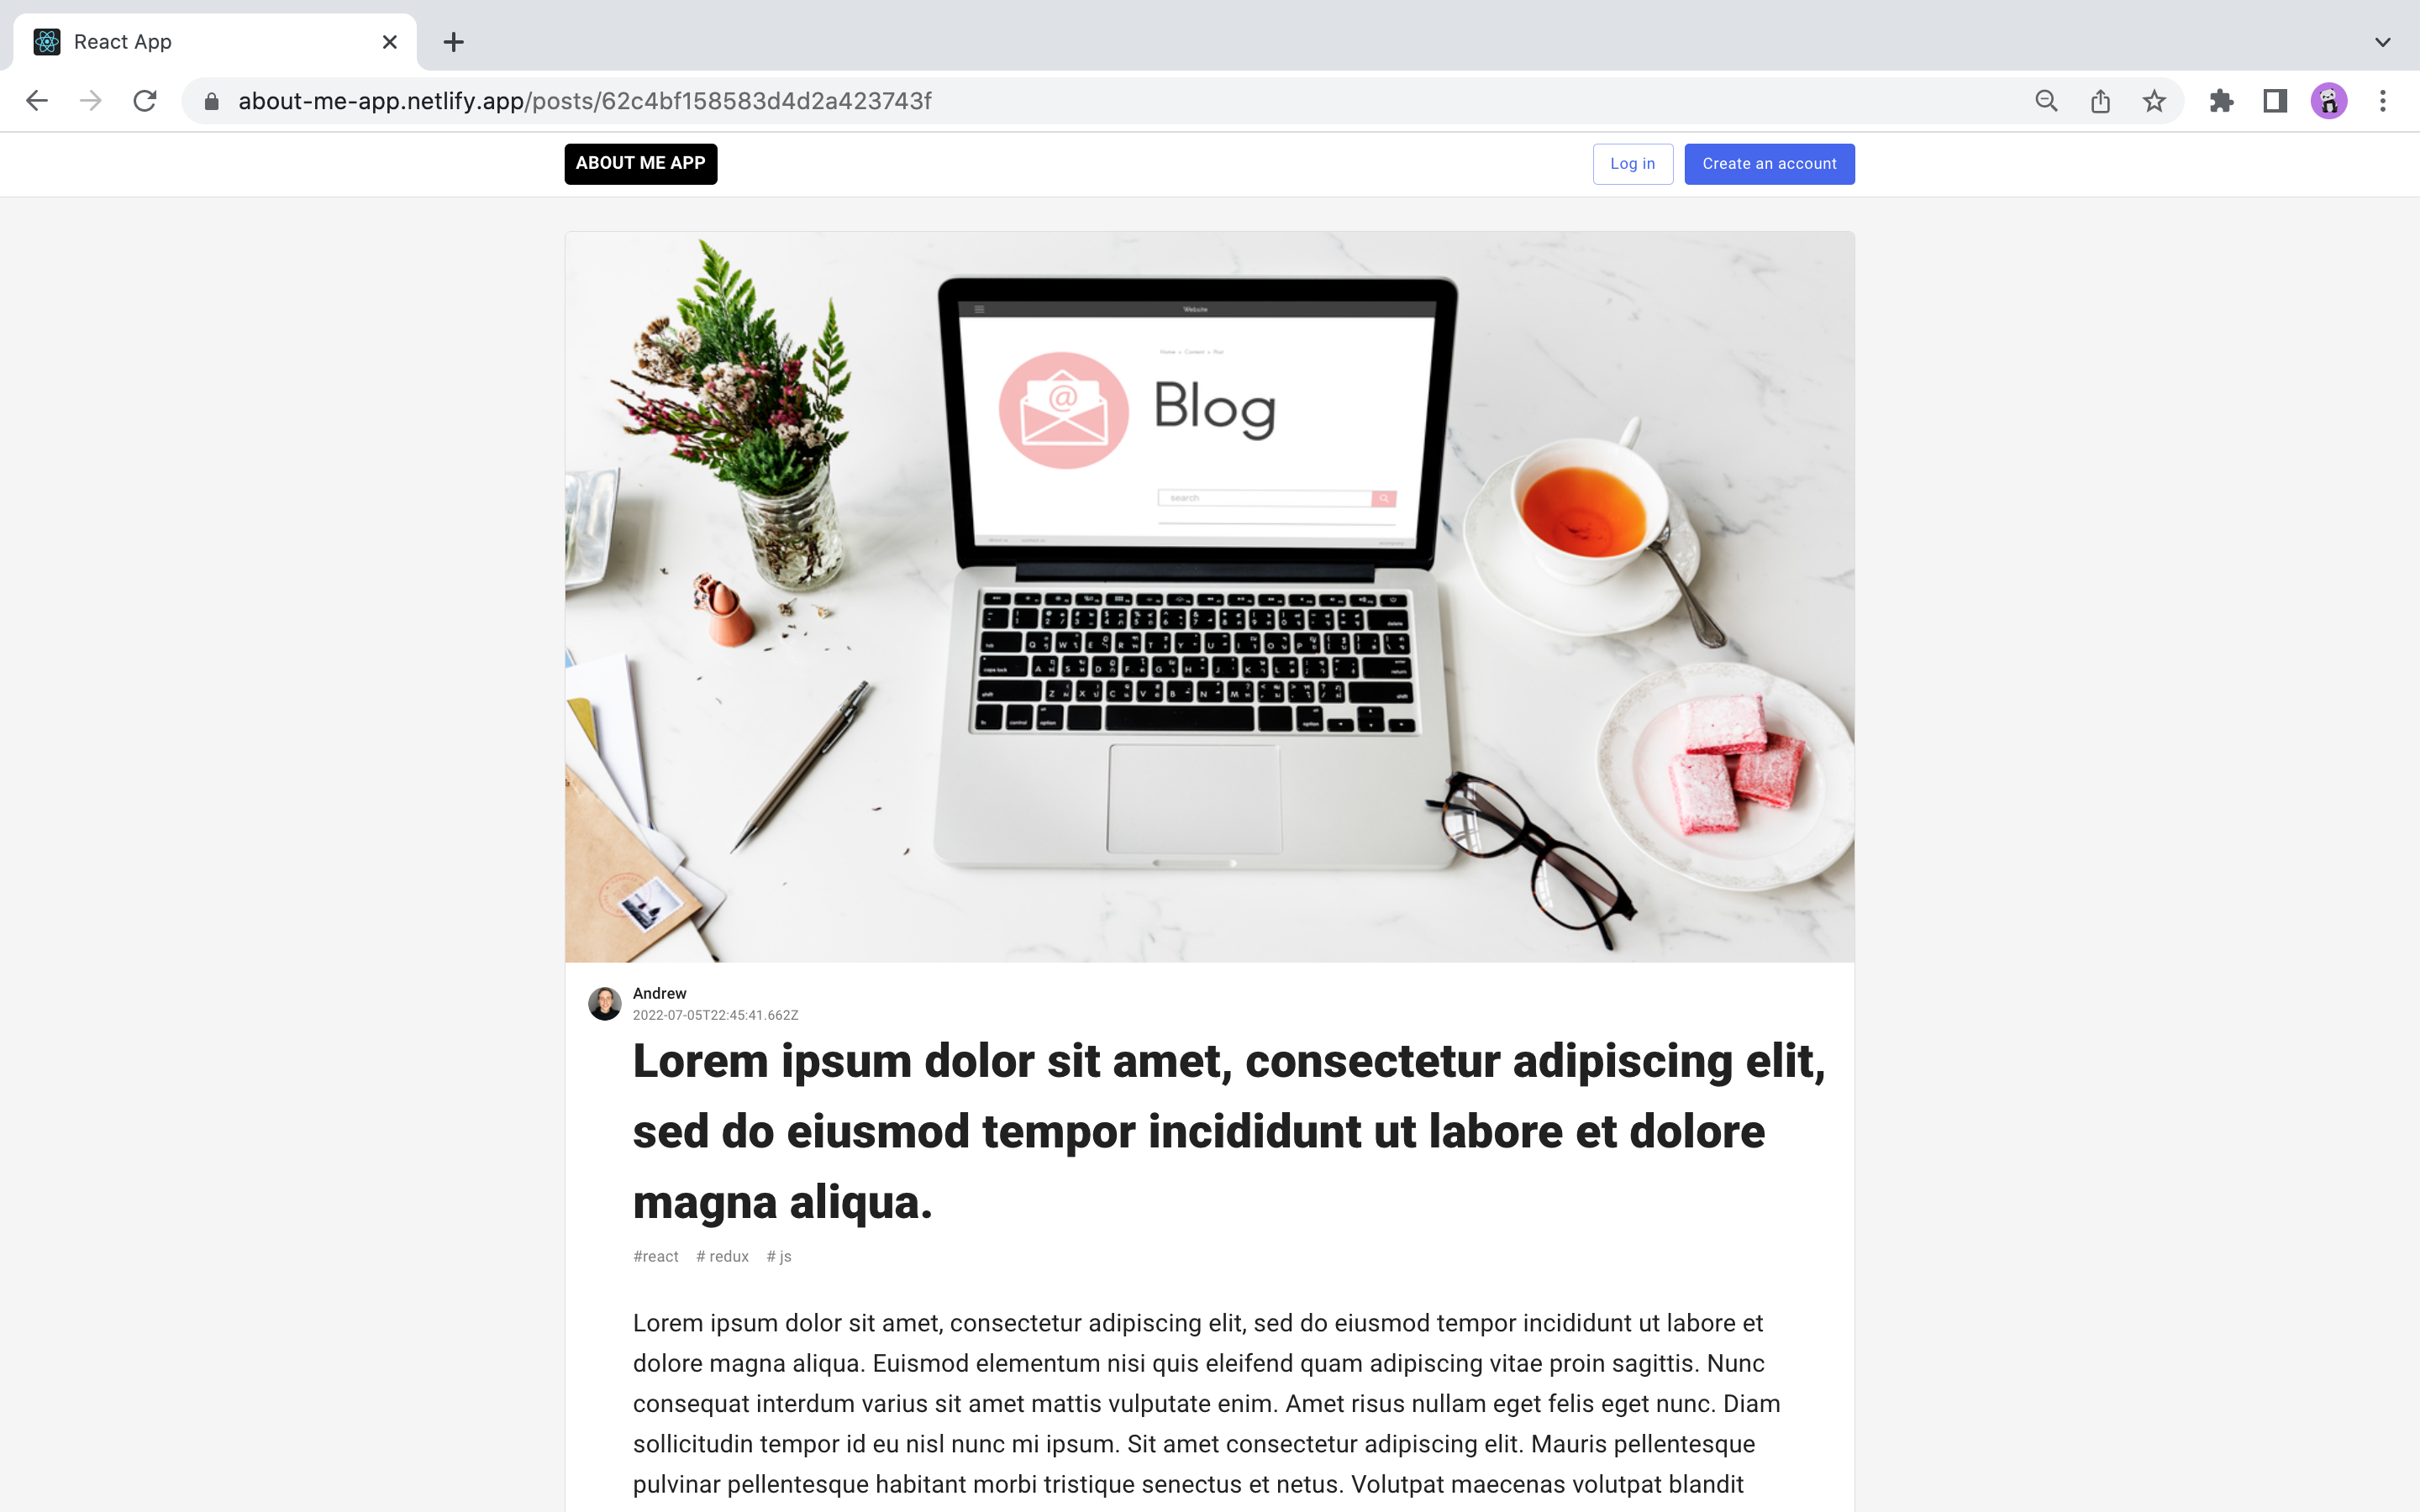 React App
about-me-app.netlify.app/posts/62c4bf158583d4d2a423743f
ABOUT ME APP
Log in
Create an account
Website
Home > Content > Post
Blog
search
Andrew
2022-07-05T22:45:41.662Z
Lorem ipsum dolor sit amet, consectetur adipiscing elit,
sed do eiusmod tempor incididunt ut labore et dolore
magna aliqua.
#react # redux # js
Lorem ipsum dolor sit amet, consectetur adipiscing elit, sed do eiusmod tempor incididunt ut labore et
dolore magna aliqua. Euismod elementum nisi quis eleifend quam adipiscing vitae proin sagittis. Nunc
consequat interdum varius sit amet mattis vulputate enim. Amet risus nullam eget felis eget nunc. Diam
sollicitudin tempor id eu nisl nunc mi ipsum. Sit amet consectetur adipiscing elit. Mauris pellentesque
pulvinar pellentesque habitant morbi tristique senectus et netus. Volutpat maecenas volutpat blandit